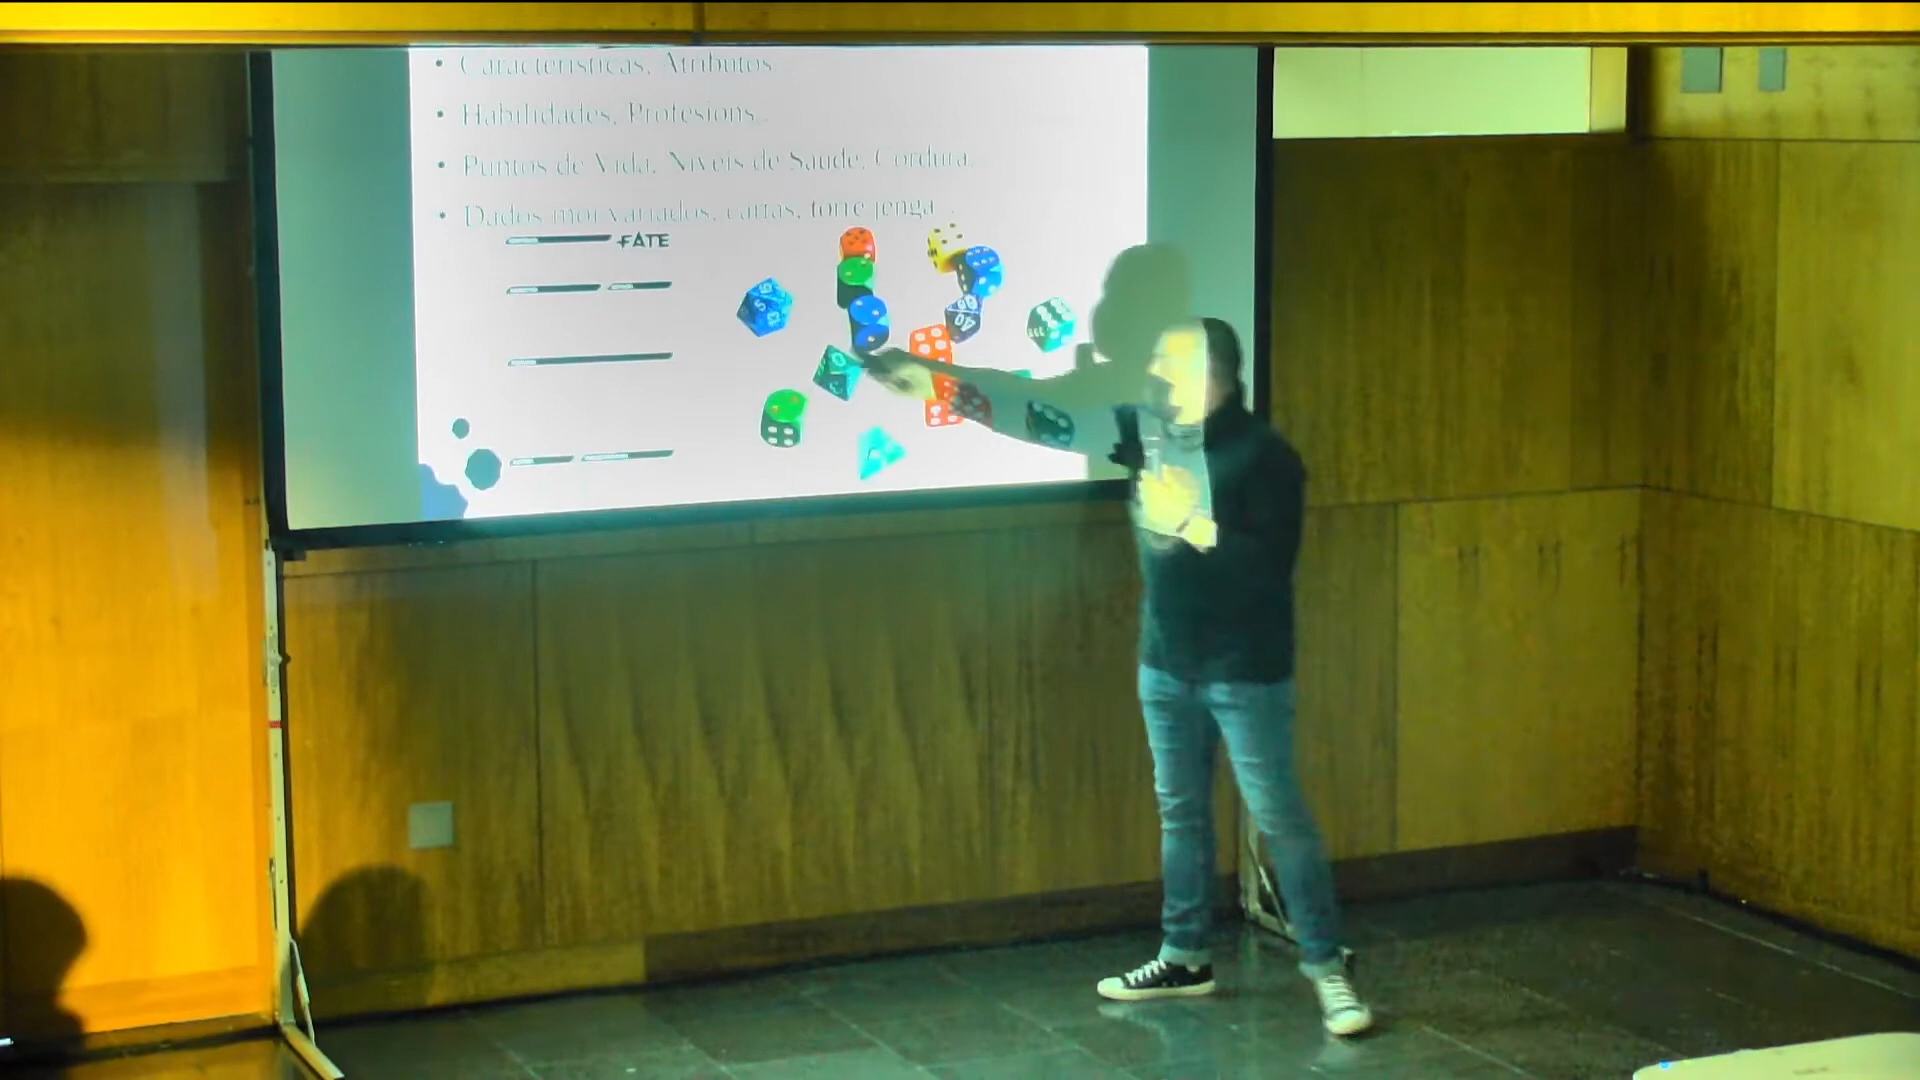 • Características, Atributos
• Habilidades, Profesions...
• Puntos de Vida, Niveis de Saúde, Cordura...
• Dados moi variados, cartas, torre jenga...
FATE